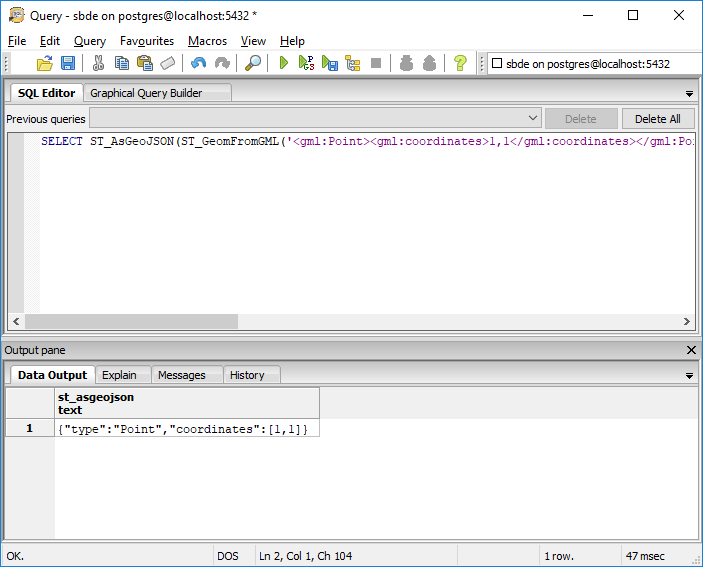 Query - sbde on postgres@localhost:5432 *
File Edit Query Favourites Macros View Help
sbde on postgres@localhost:5432
SQL Editor Graphical Query Builder
Previous queries Delete Delete All
SELECT ST_AsGeoJSON(ST_GeomFromGML('<gml:Point><gml:coordinates>1,1</gml:coordinates></gml:Poi
Output pane
Data Output Explain Messages History
st_asgeojson
text
1 {"type":"Point","coordinates":[1,1]}
OK. DOS Ln 2, Col 1, Ch 104 1 row. 47 msec